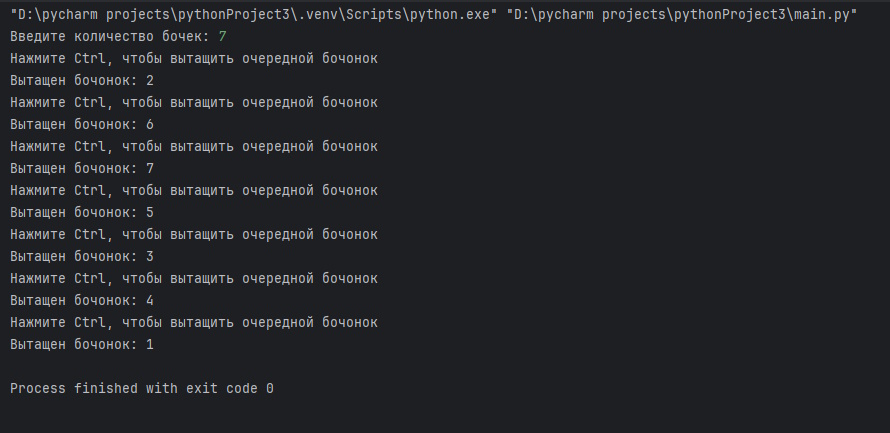 "D:\pycharm projects\pythonProject3\.venv\Scripts\python.exe" "D:\pycharm projects\pythonProject3\main.py"
Введите количество бочек: 7
Нажмите Ctrl, чтобы вытащить очередной бочонок
Вытащен бочонок: 2
Нажмите Ctrl, чтобы вытащить очередной бочонок
Вытащен бочонок: 6
Нажмите Ctrl, чтобы вытащить очередной бочонок
Вытащен бочонок: 7
Нажмите Ctrl, чтобы вытащить очередной бочонок
Вытащен бочонок: 5
Нажмите Ctrl, чтобы вытащить очередной бочонок
Вытащен бочонок: 3
Нажмите Ctrl, чтобы вытащить очередной бочонок
Вытащен бочонок: 4
Нажмите Ctrl, чтобы вытащить очередной бочонок
Вытащен бочонок: 1
Process finished with exit code 0